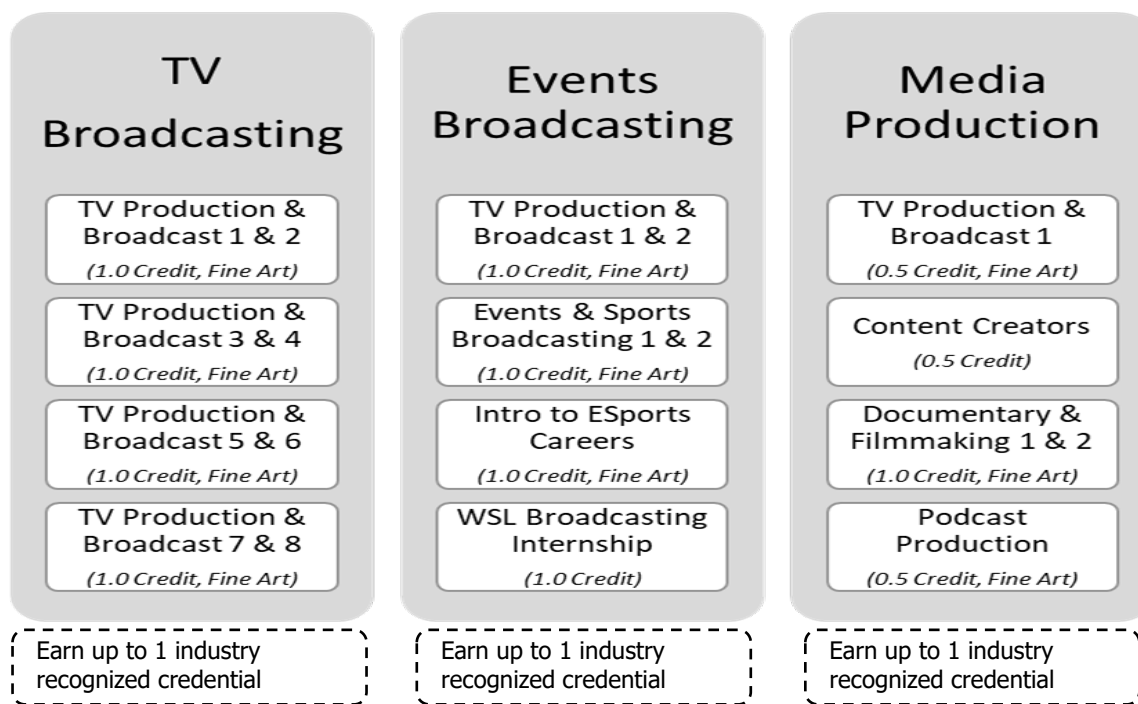 TV
Broadcasting
TV Production &
Broadcast 1 & 2
(1.0 Credit, Fine Art)
TV Production &
Broadcast 3 & 4
(1.0 Credit, Fine Art)
TV Production &
Broadcast 5 & 6
(1.0 Credit, Fine Art)
TV Production &
Broadcast 7 & 8
(1.0 Credit, Fine Art)
Earn up to 1 industry
recognized credential
Events
Broadcasting
TV Production &
Broadcast 1 & 2
(1.0 Credit, Fine Art)
Events & Sports
Broadcasting 1 & 2
(1.0 Credit, Fine Art)
Intro to ESports
Careers
(1.0 Credit, Fine Art)
WSL Broadcasting
Internship
(1.0 Credit)
Earn up to 1 industry
recognized credential
Media
Production
TV Production &
Broadcast 1
(0.5 Credit, Fine Art)
Content Creators
(0.5 Credit)
Documentary &
Filmmaking 1 & 2
(1.0 Credit, Fine Art)
Podcast
Production
(0.5 Credit, Fine Art)
Earn up to 1 industry
recognized credential